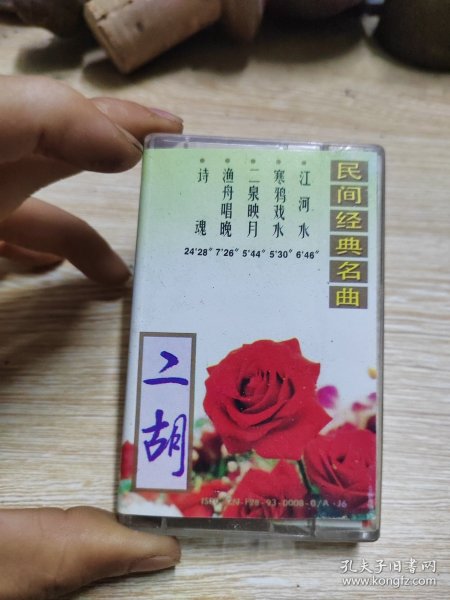 民间经典名曲
·江河水
·寒鸦戏水
·二泉映月
·渔舟唱晚
·诗魂
24'28" 7'26" 5'44" 5'30" 6'46"
二胡
孔夫子旧书网
www.kongfz.com